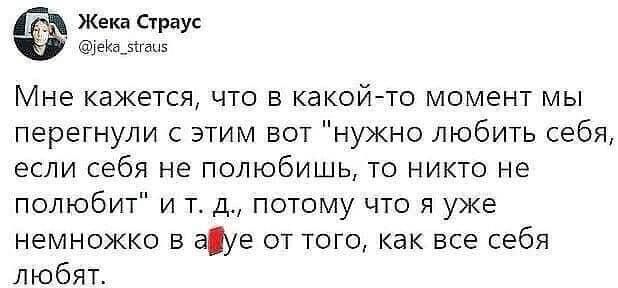 Жека Страус
@jeka_straus
Мне кажется, что в какой-то момент мы
перегнули с этим вот "нужно любить себя,
если себя не полюбишь, то никто не
полюбит" и т. д., потому что я уже
немножко в от того, как все себя
любят.